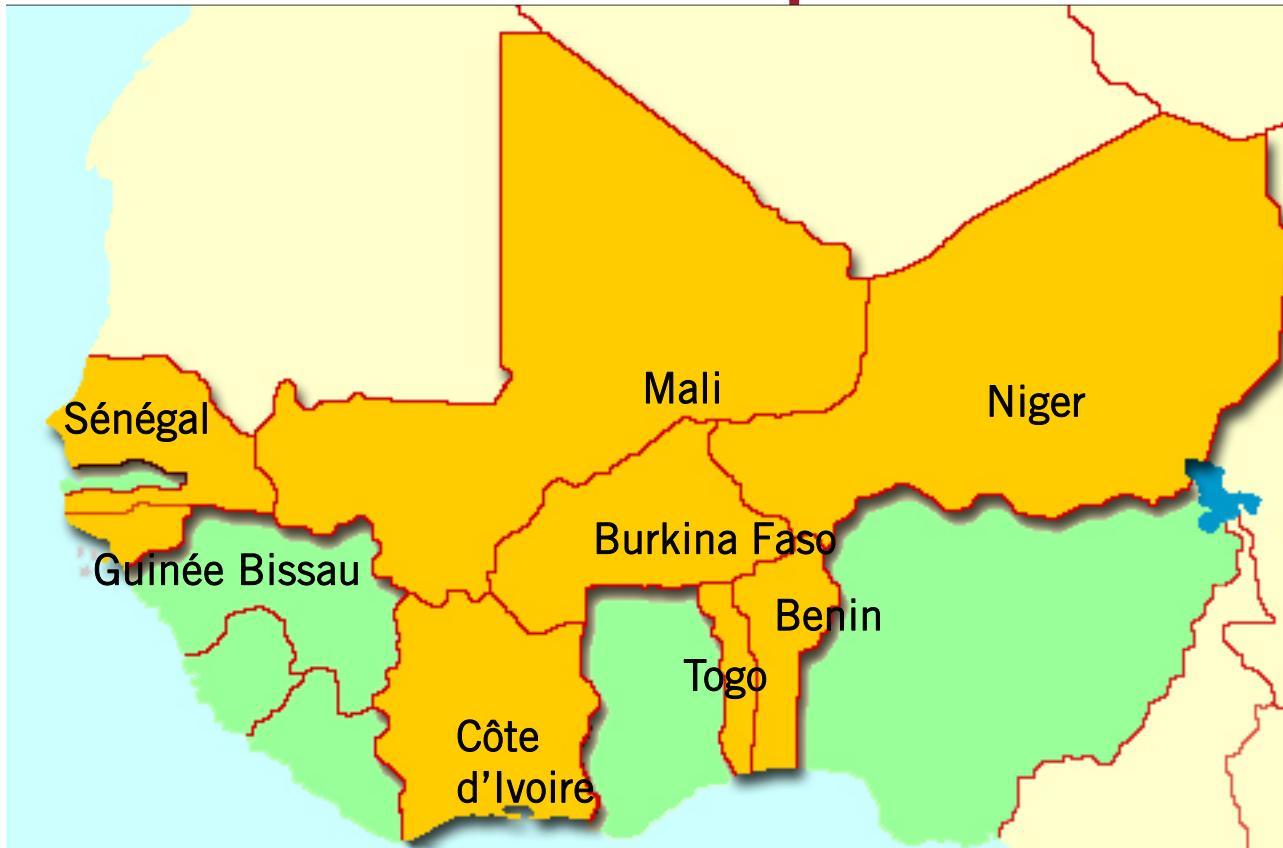 Mali
Niger
Sénégal
Burkina Faso
Guinée Bissau
Benin
Togo
Côte
d'Ivoire